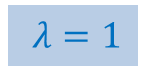 λ = 1